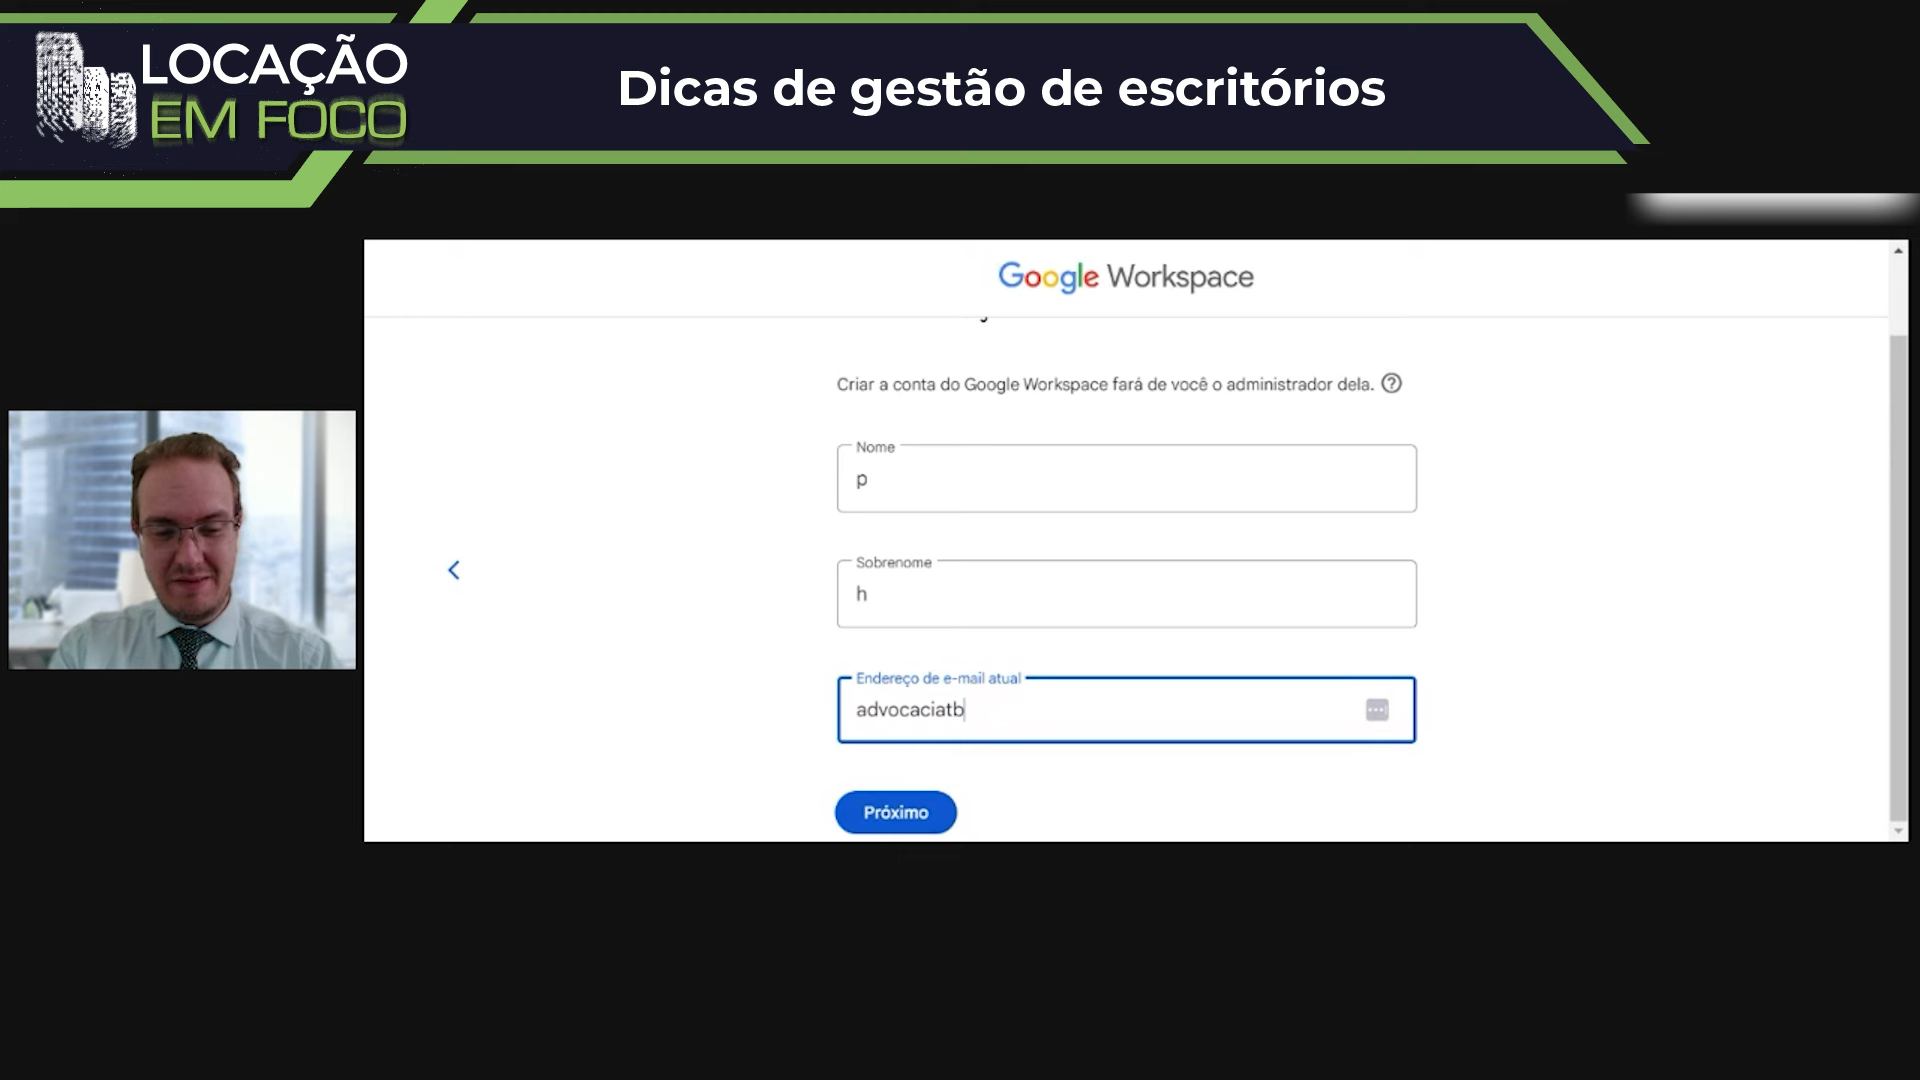 LOCAÇÃO
EM FOCO
Dicas de gestão de escritórios
Google Workspace
Criar a conta do Google Workspace fará de você o administrador dela.
Nome
p
Sobrenome
h
Endereço de e-mail atual
advocaciatb
Próximo